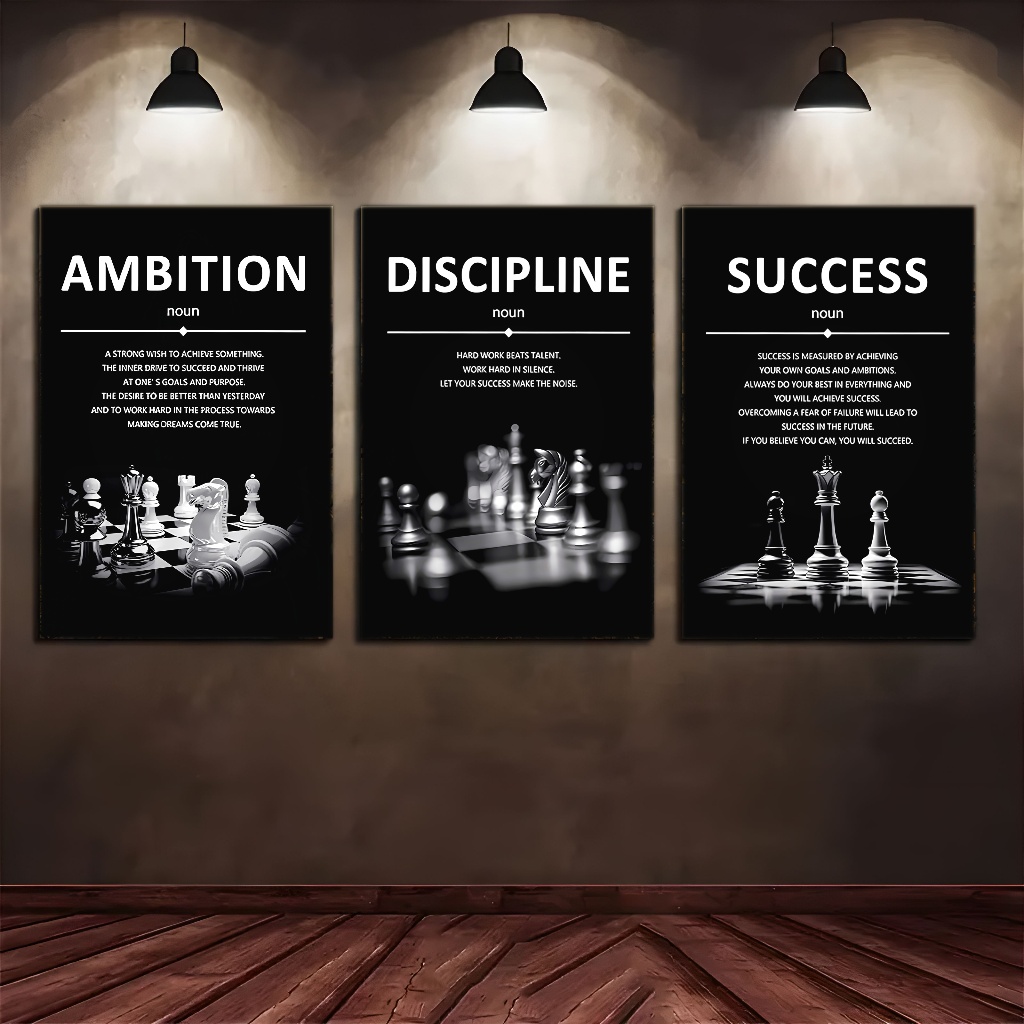 AMBITION
noun
A STRONG WISH TO ACHIEVE SOMETHING.
THE INNER DRIVE TO SUCCEED AND THRIVE
AT ONE' S GOALS AND PURPOSE.
THE DESIRE TO BE BETTER THAN YESTERDAY
AND TO WORK HARD IN THE PROCESS TOWARDS
MAKING DREAMS COME TRUE.
DISCIPLINE
noun
HARD WORK BEATS TALENT.
WORK HARD IN SILENCE.
LET YOUR SUCCESS MAKE THE NOISE.
SUCCESS
noun
SUCCESS IS MEASURED BY ACHIEVING
YOUR OWN GOALS AND AMBITIONS.
ALWAYS DO YOUR BEST IN EVERYTHING AND
YOU WILL ACHIEVE SUCCESS.
OVERCOMING A FEAR OF FAILURE WILL LEAD TO
SUCCESS IN THE FUTURE.
IF YOU BELIEVE YOU CAN, YOU WILL SUCCEED.